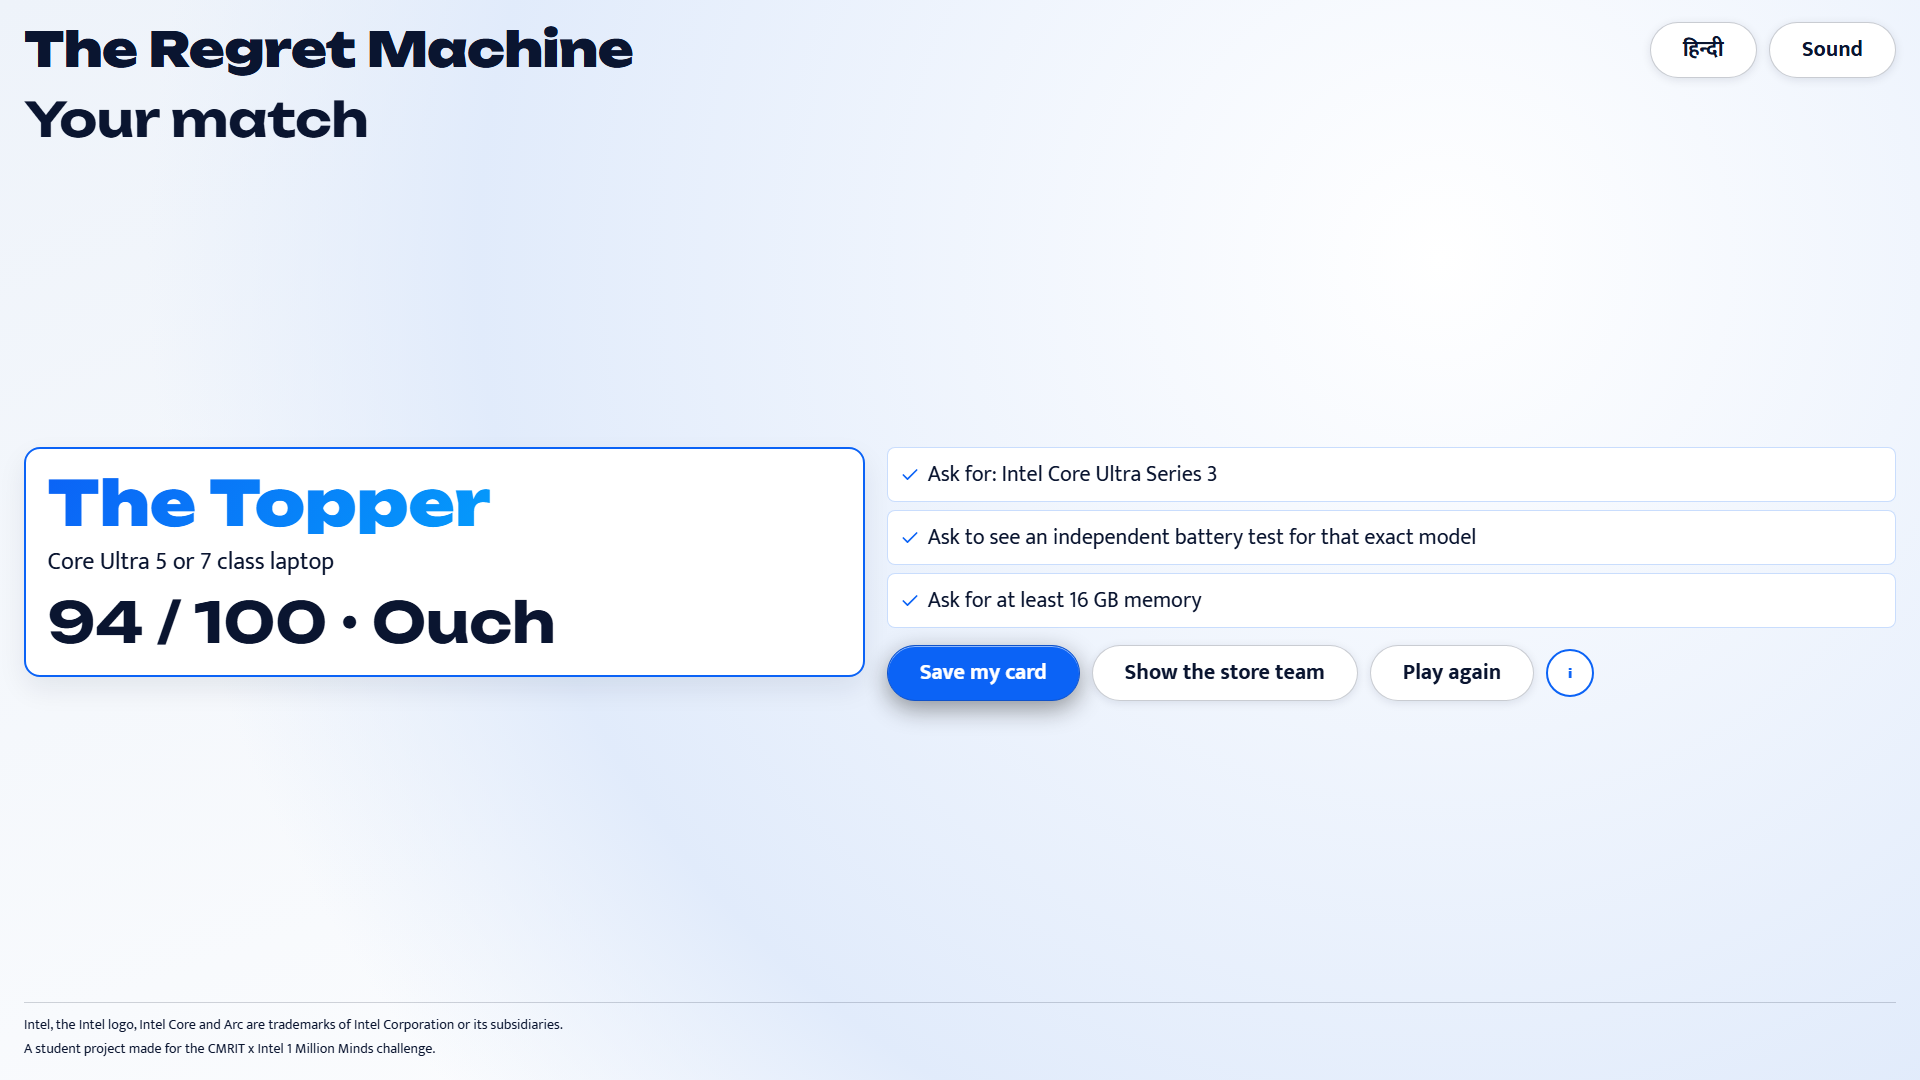 The Regret Machine
हिन्दी
Sound
Your match
The Topper
Core Ultra 5 or 7 class laptop
94 / 100 · Ouch
Ask for: Intel Core Ultra Series 3
Ask to see an independent battery test for that exact model
Ask for at least 16 GB memory
Save my card
Show the store team
Play again
i
Intel, the Intel logo, Intel Core and Arc are trademarks of Intel Corporation or its subsidiaries.
A student project made for the CMRIT x Intel 1 Million Minds challenge.